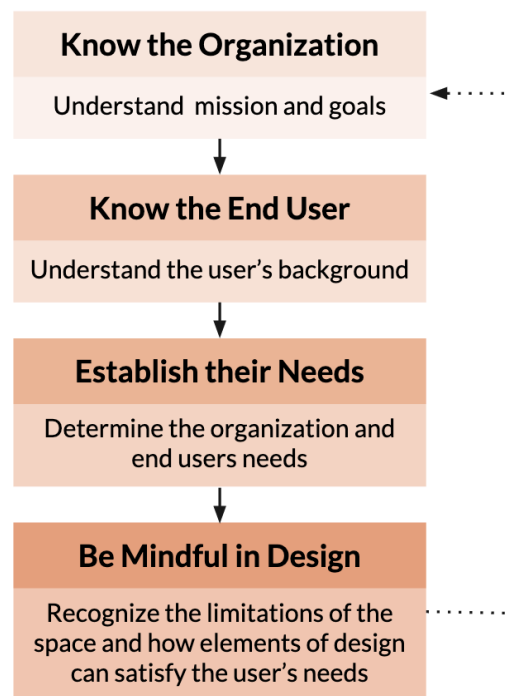 Know the Organization
Understand mission and goals
Know the End User
Understand the user's background
Establish their Needs
Determine the organization and
end users needs
Be Mindful in Design
Recognize the limitations of the
space and how elements of design
can satisfy the user's needs